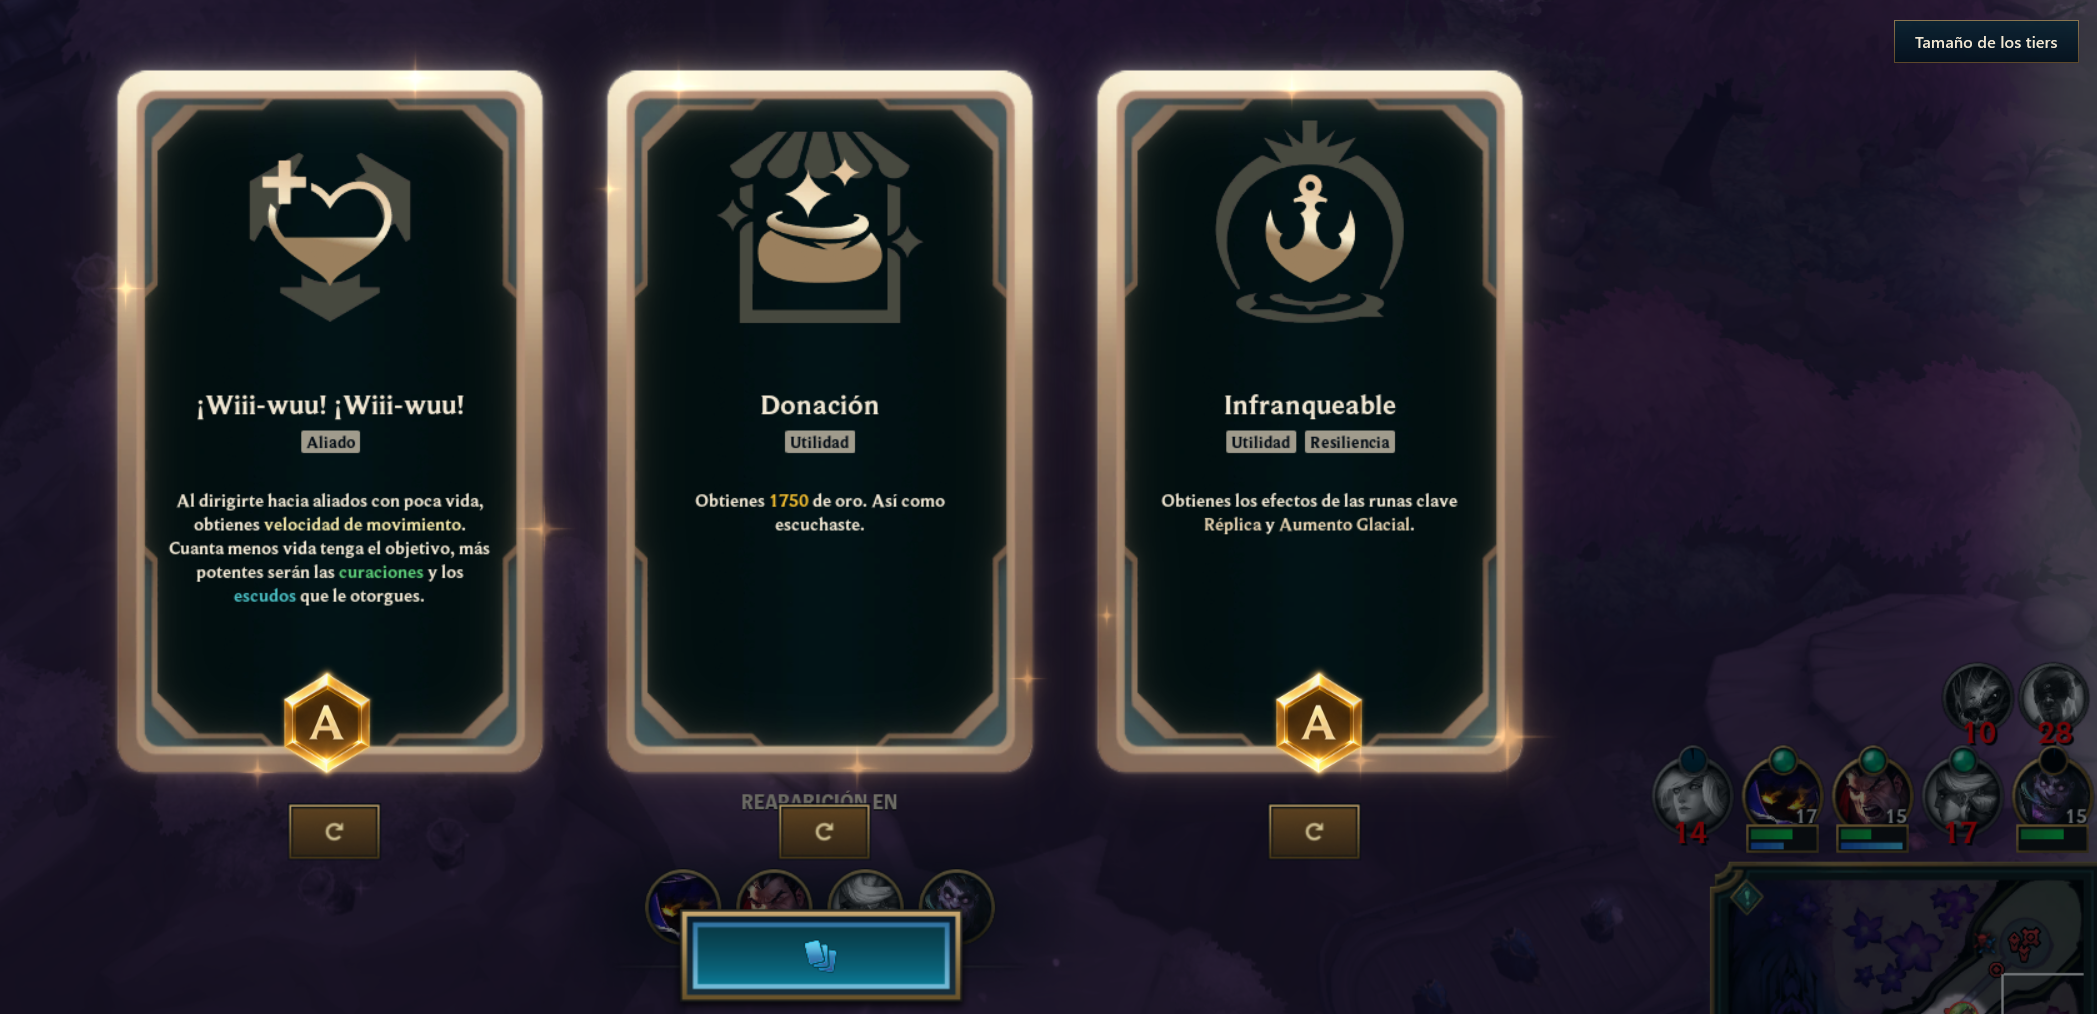 Tamaño de los tiers
¡Wiii-wuu! ¡Wiii-wuu!
Aliado
Al dirigirte hacia aliados con poca vida,
obtienes velocidad de movimiento.
Cuanta menos vida tenga el objetivo, más
potentes serán las curaciones y los
escudos que le otorgues.
A
Donación
Utilidad
Obtienes 1750 de oro. Así como
escuchaste.
Infranqueable
Utilidad Resiliencia
Obtienes los efectos de las runas clave
Réplica y Aumento Glacial.
A
REAPARICIÓN EN
10 28
14 17 15 17 15